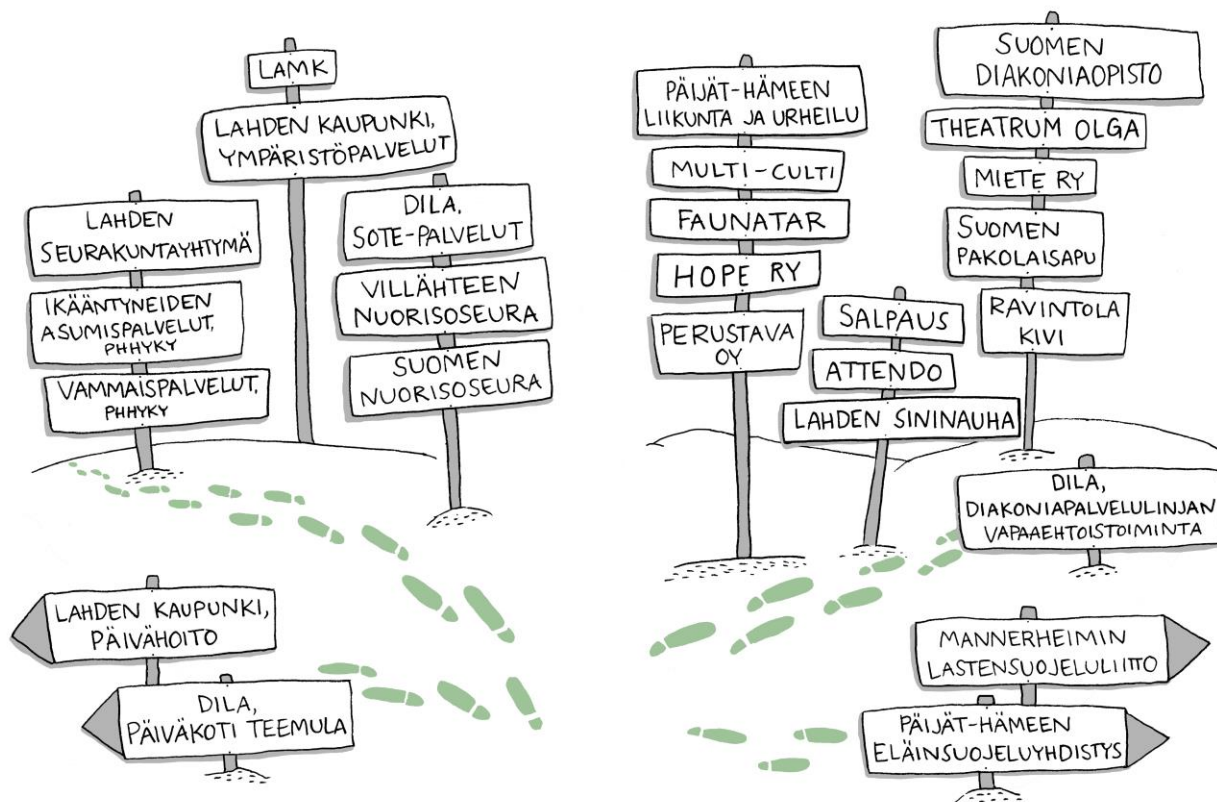 LAMK
LAHDEN KAUPUNKI,
YMPÄRISTÖPALVELUT
LAHDEN
SEURAKUNTAYHTYMÄ
IKÄÄNTYNEIDEN
ASUMISPALVELUT,
PHHYKY
VAMMAISPALVELUT,
PHHYKY
DILA,
SOTE-PALVELUT
VILLÄHTEEN
NUORISOSEURA
SUOMEN
NUORISOSEURA
LAHDEN KAUPUNKI,
PÄIVÄHOITO
DILA,
PÄIVÄKOTI TEEMULA
PÄIJÄT-HÄMEEN
LIIKUNTA JA URHEILU
MULTI-CULTI
FAUNATAR
HOPE RY
PERUSTAVA
OY
SALPAUS
ATTENDO
LAHDEN SININAUHA
SUOMEN
DIAKONIAOPISTO
THEATRUM OLGA
MIETE RY
SUOMEN
PAKOLAISAPU
RAVINTOLA
KIVI
DILA,
DIAKONIAPALVELULINJAN
VAPAAEHTOISTOIMINTA
MANNERHEIMIN
LASTENSUOJELULIITTO
PÄIJÄT-HÄMEEN
ELÄINSUOJELUYHDISTYS